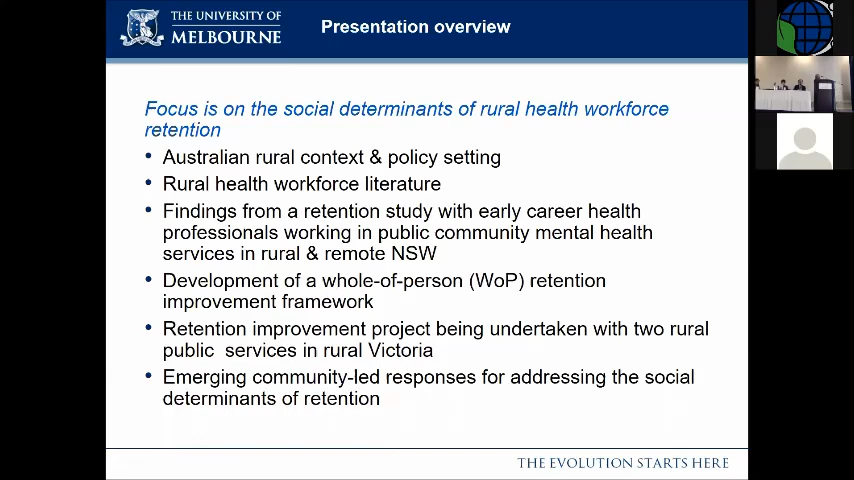 THE UNIVERSITY OF
MELBOURNE
Presentation overview
Focus is on the social determinants of rural health workforce
retention
• Australian rural context & policy setting
• Rural health workforce literature
• Findings from a retention study with early career health
professionals working in public community mental health
services in rural & remote NSW
• Development of a whole-of-person (WoP) retention
improvement framework
• Retention improvement project being undertaken with two rural
public  services in rural Victoria
• Emerging community-led responses for addressing the social
determinants of retention
THE EVOLUTION STARTS HERE